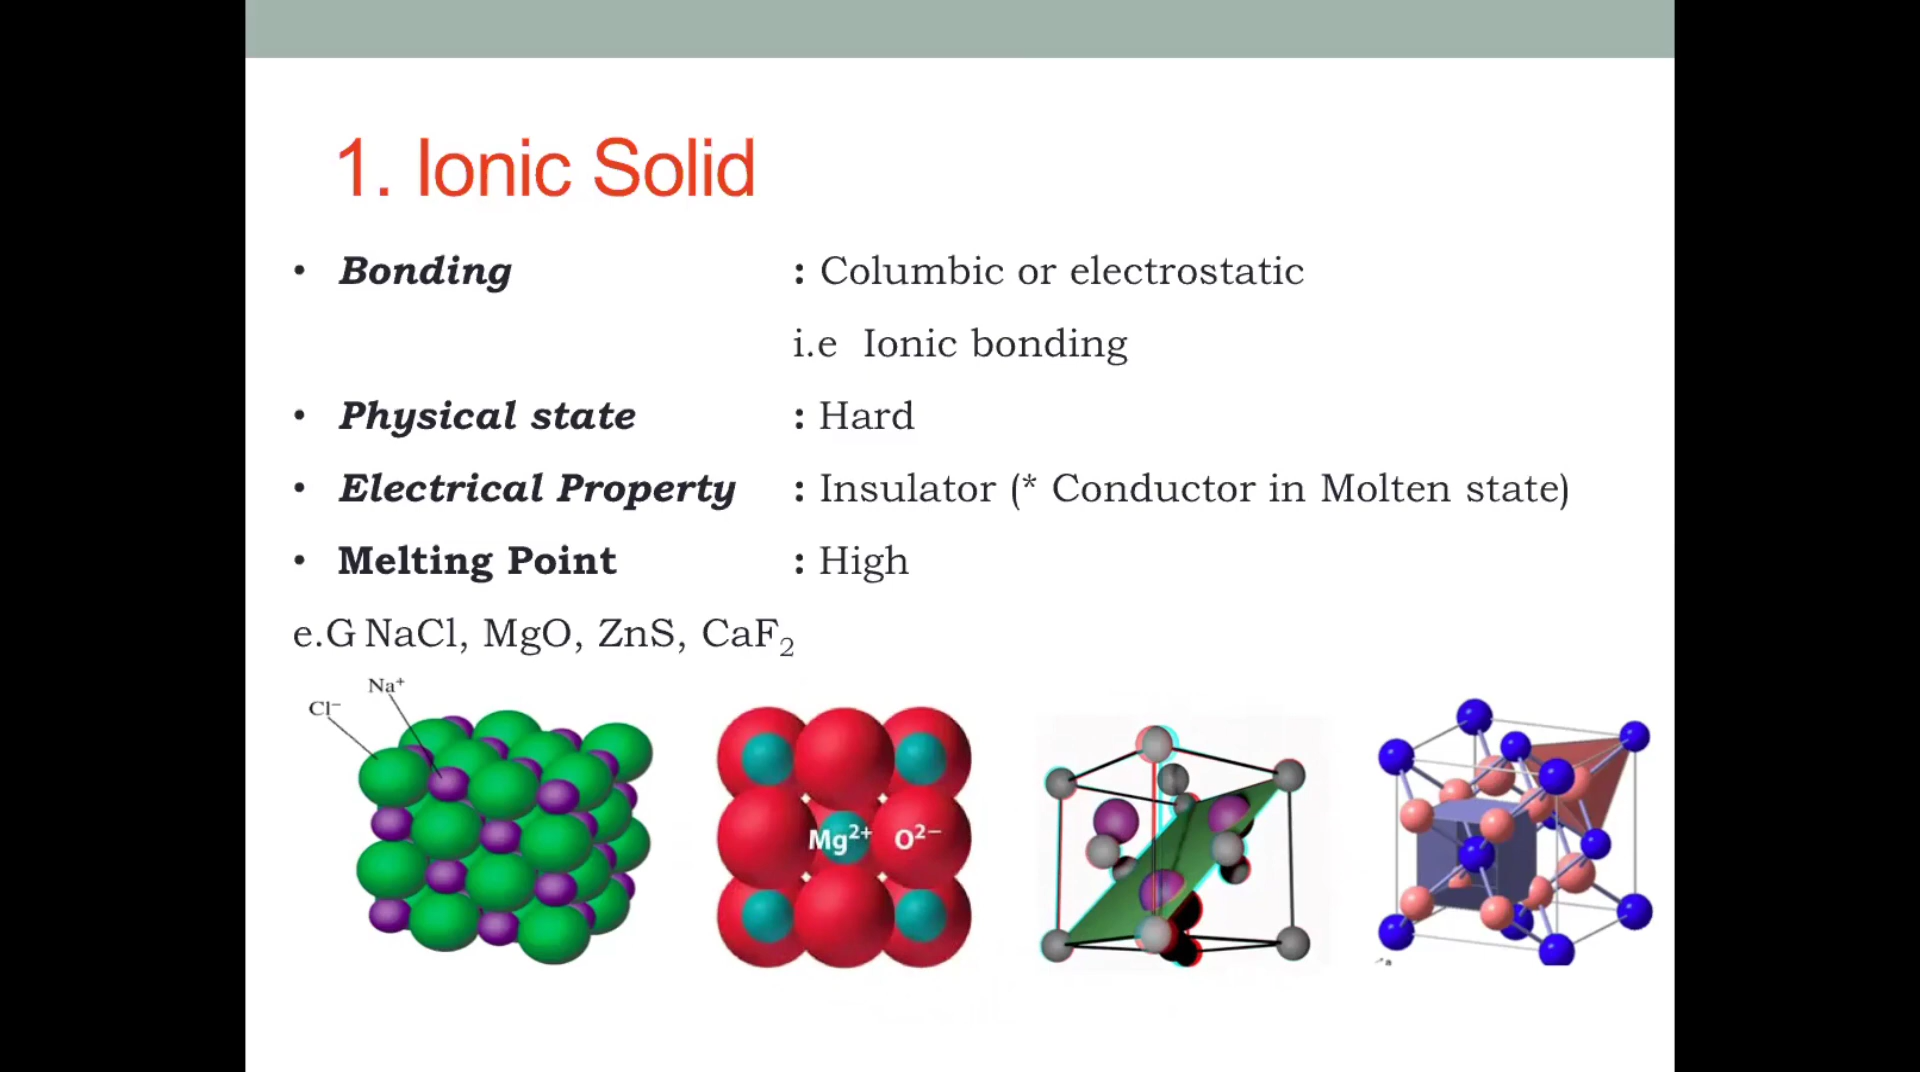 1. Ionic Solid
• Bonding : Columbic or electrostatic
i.e Ionic bonding
• Physical state : Hard
• Electrical Property : Insulator (* Conductor in Molten state)
• Melting Point : High
e.G NaCl, MgO, ZnS, CaF₂
Na⁺
Cl⁻
Mg²⁺ O²⁻
a